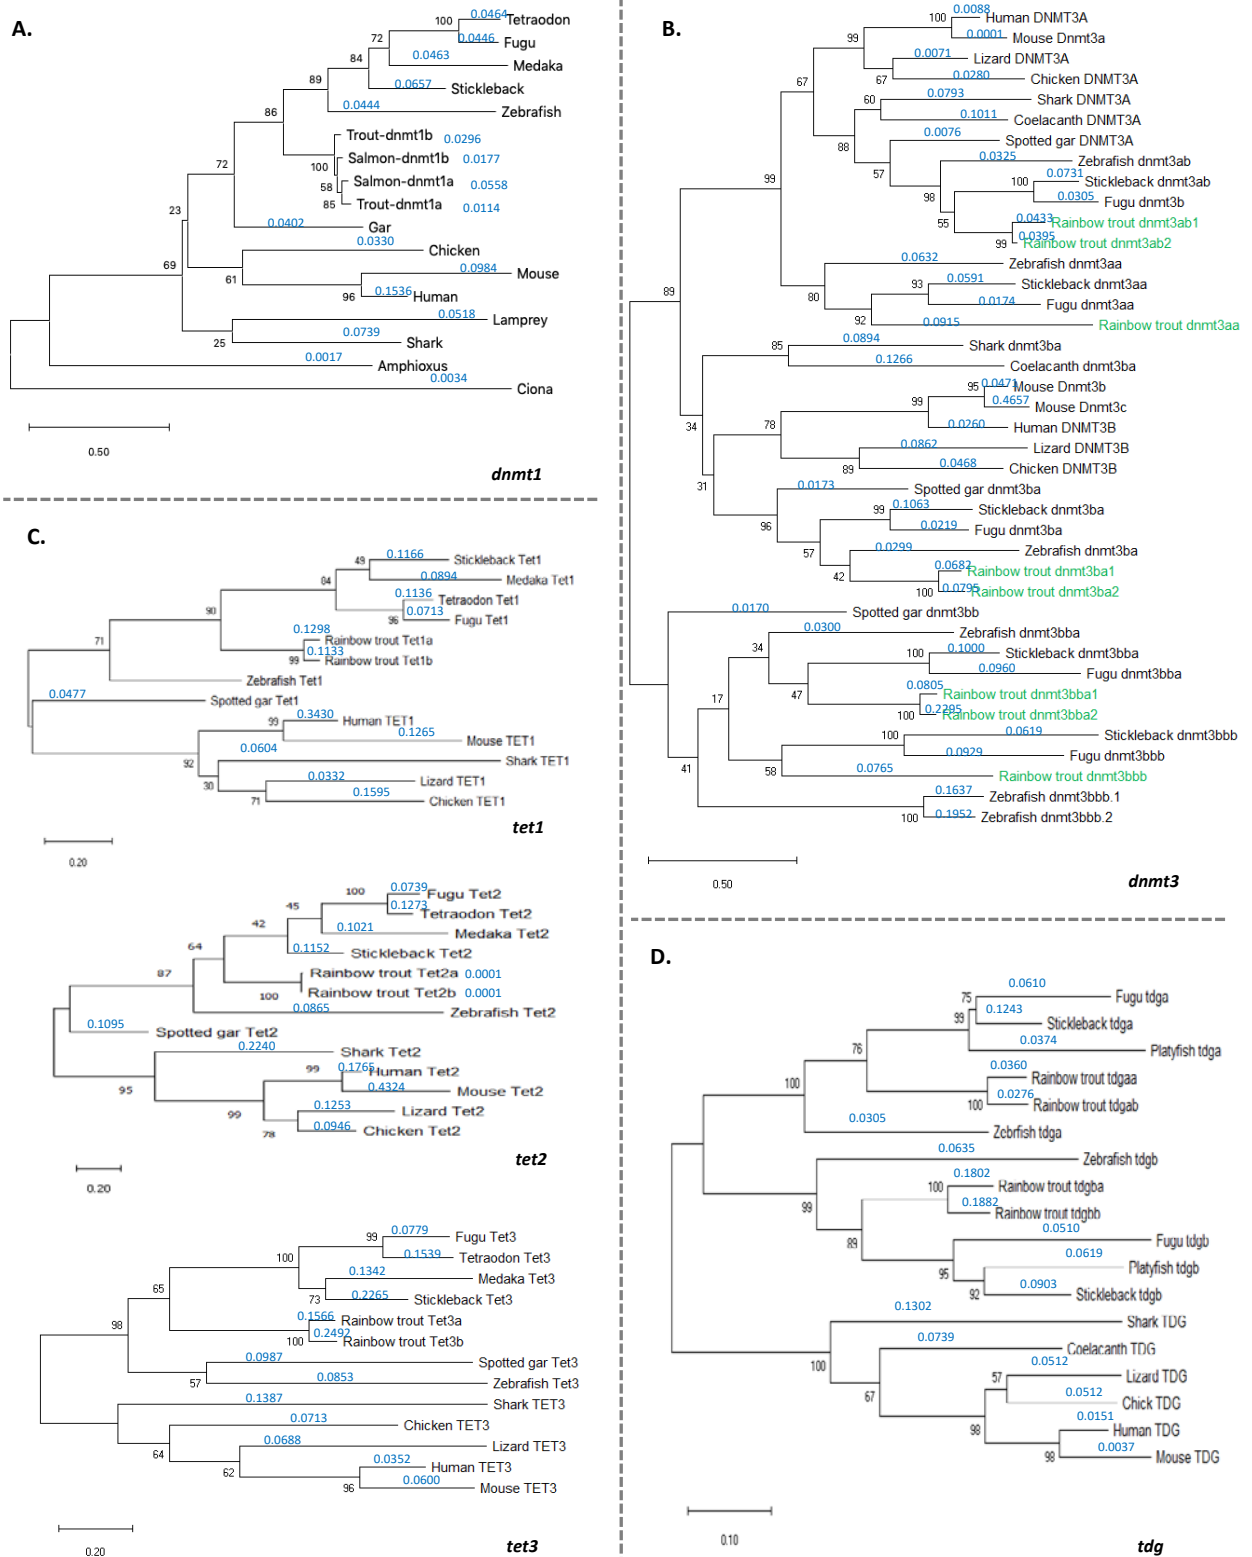 A.
0.0464
100
Tetraodon
72
0.0446
Fugu
84
0.0463
Medaka
89
0.0657
Stickleback
86
0.0444
Zebrafish
Trout-dnmt1b 0.0296
100
Salmon-dnmt1b 0.0177
72
58
Salmon-dnmt1a 0.0558
85
Trout-dnmt1a 0.0114
23
0.0402
Gar
0.0330
Chicken
69
61
0.0984
Mouse
96
0.1536
Human
0.0518
Lamprey
25
0.0739
Shark
0.0017
Amphioxus
0.0034
Ciona
0.50
dnmt1
B.
0.0088
100
Human DNMT3A
99
0.0001
Mouse Dnmt3a
0.0071
Lizard DNMT3A
67
67
0.0280
Chicken DNMT3A
60
0.0793
Shark DNMT3A
0.1011
Coelacanth DNMT3A
88
0.0076
Spotted gar DNMT3A
57
0.0325
Zebrafish dnmt3ab
99
98
100
0.0731
Stickleback dnmt3ab
0.0305
Fugu dnmt3b
55
0.0433
Rainbow trout dnmt3ab1
99
0.0395
Rainbow trout dnmt3ab2
0.0632
Zebrafish dnmt3aa
80
93
0.0591
Stickleback dnmt3aa
0.0174
Fugu dnmt3aa
92
0.0915
Rainbow trout dnmt3aa
89
85
0.0894
Shark dnmt3ba
0.1266
Coelacanth dnmt3ba
95
0.0471
Mouse Dnmt3b
99
0.4657
Mouse Dnmt3c
34
78
0.0260
Human DNMT3B
0.0862
Lizard DNMT3B
89
0.0468
Chicken DNMT3B
31
0.0173
Spotted gar dnmt3ba
96
99
0.1063
Stickleback dnmt3ba
0.0219
Fugu dnmt3ba
57
0.0299
Zebrafish dnmt3ba
42
0.0682
Rainbow trout dnmt3ba1
100
0.0795
Rainbow trout dnmt3ba2
0.0170
Spotted gar dnmt3bb
0.0300
Zebrafish dnmt3bba
34
100
0.1000
Stickleback dnmt3bba
0.0960
Fugu dnmt3bba
17
47
0.0805
Rainbow trout dnmt3bba1
100
0.2295
Rainbow trout dnmt3bba2
100
0.0619
Stickleback dnmt3bbb
0.0929
Fugu dnmt3bbb
41
58
0.0765
Rainbow trout dnmt3bbb
0.1637
Zebrafish dnmt3bbb.1
100
0.1952
Zebrafish dnmt3bbb.2
0.50
dnmt3
C.
49
0.1166
Stickleback Tet1
84
0.0894
Medaka Tet1
0.1136
Tetraodon Tet1
90
96
0.0713
Fugu Tet1
71
0.1298
Rainbow trout Tet1a
99
0.1133
Rainbow trout Tet1b
Zebrafish Tet1
0.0477
Spotted gar Tet1
99
0.3430
Human TET1
0.1265
Mouse TET1
92
0.0604
Shark TET1
30
0.0332
Lizard TET1
71
0.1595
Chicken TET1
0.20
tet1
100
0.0739
Fugu Tet2
45
0.1273
Tetraodon Tet2
42
0.1021
Medaka Tet2
64
0.1152
Stickleback Tet2
87
Rainbow trout Tet2a 0.0001
100
Rainbow trout Tet2b 0.0001
0.0865
Zebrafish Tet2
0.1095
Spotted gar Tet2
0.2240
Shark Tet2
99
0.1765
Human Tet2
95
0.4324
Mouse Tet2
99
0.1253
Lizard Tet2
78
0.0946
Chicken Tet2
0.20
tet2
99
0.0779
Fugu Tet3
100
0.1539
Tetraodon Tet3
65
0.1342
Medaka Tet3
73
0.2265
Stickleback Tet3
98
0.1566
Rainbow trout Tet3a
100
0.2492
Rainbow trout Tet3b
0.0987
Spotted gar Tet3
57
0.0853
Zebrafish Tet3
0.1387
Shark TET3
0.0713
Chicken TET3
64
0.0688
Lizard TET3
62
0.0352
Human TET3
96
0.0600
Mouse TET3
0.20
tet3
D.
0.0610
75
Fugu tdga
99
0.1243
Stickleback tdga
76
0.0374
Platyfish tdga
100
0.0360
Rainbow trout tdgaa
100
0.0276
Rainbow trout tdgab
0.0305
Zebrfish tdga
0.0635
Zebrafish tdgb
99
100
0.1802
Rainbow trout tdgba
0.1882
Rainbow trout tdgbb
89
0.0510
Fugu tdgb
95
0.0619
Platyfish tdgb
92
0.0903
Stickleback tdgb
0.1302
Shark TDG
100
0.0739
Coelacanth TDG
67
57
0.0512
Lizard TDG
0.0512
Chick TDG
98
0.0151
Human TDG
98
0.0037
Mouse TDG
0.10
tdg